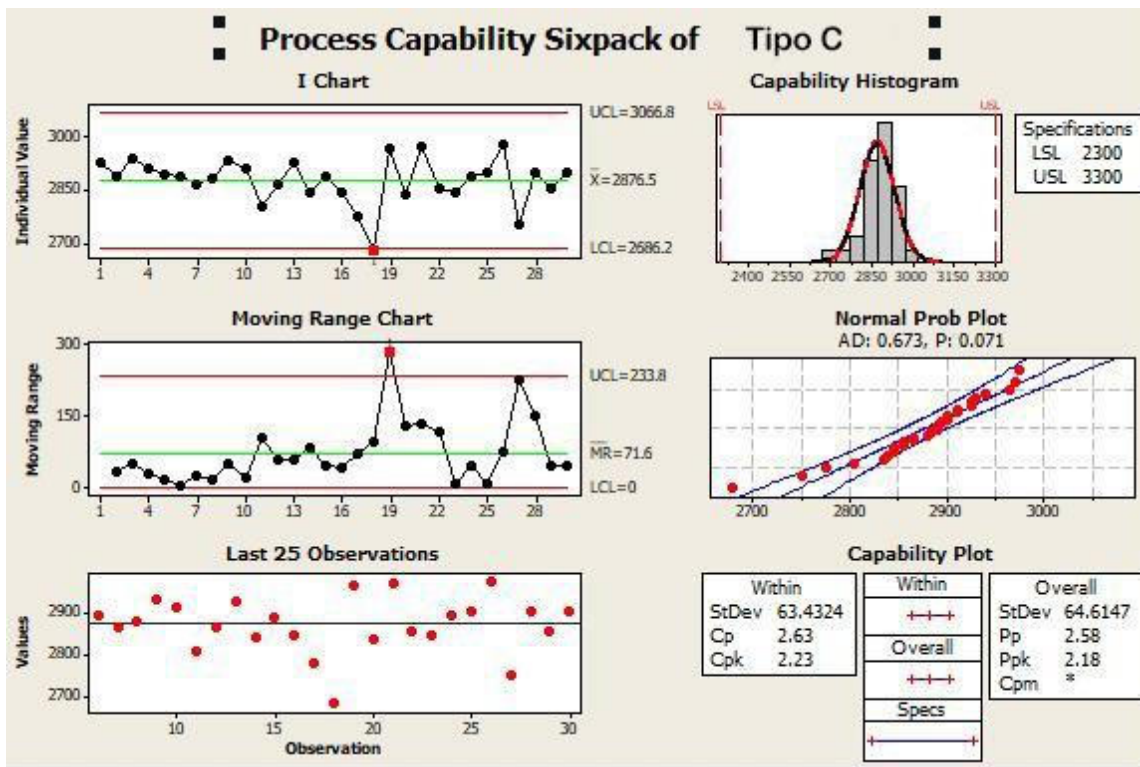 Process Capability Sixpack of Tipo C
I Chart
Individual Value
3000
2850
2700
1 4 7 10 13 16 19 22 25 28
UCL=3066.8
X=2876.5
LCL=2686.2
Capability Histogram
LSL
USL
2400 2550 2700 2850 3000 3150 3300
Specifications
LSL 2300
USL 3300
Moving Range Chart
Moving Range
300
150
0
1 4 7 10 13 16 19 22 25 28
UCL=233.8
MR=71.6
LCL=0
Normal Prob Plot
AD: 0.673, P: 0.071
2700 2800 2900 3000
Last 25 Observations
Values
2900
2800
2700
10 15 20 25 30
Observation
Capability Plot
Within
StDev 63.4324
Cp 2.63
Cpk 2.23
Within
Overall
Specs
Overall
StDev 64.6147
Pp 2.58
Ppk 2.18
Cpm *